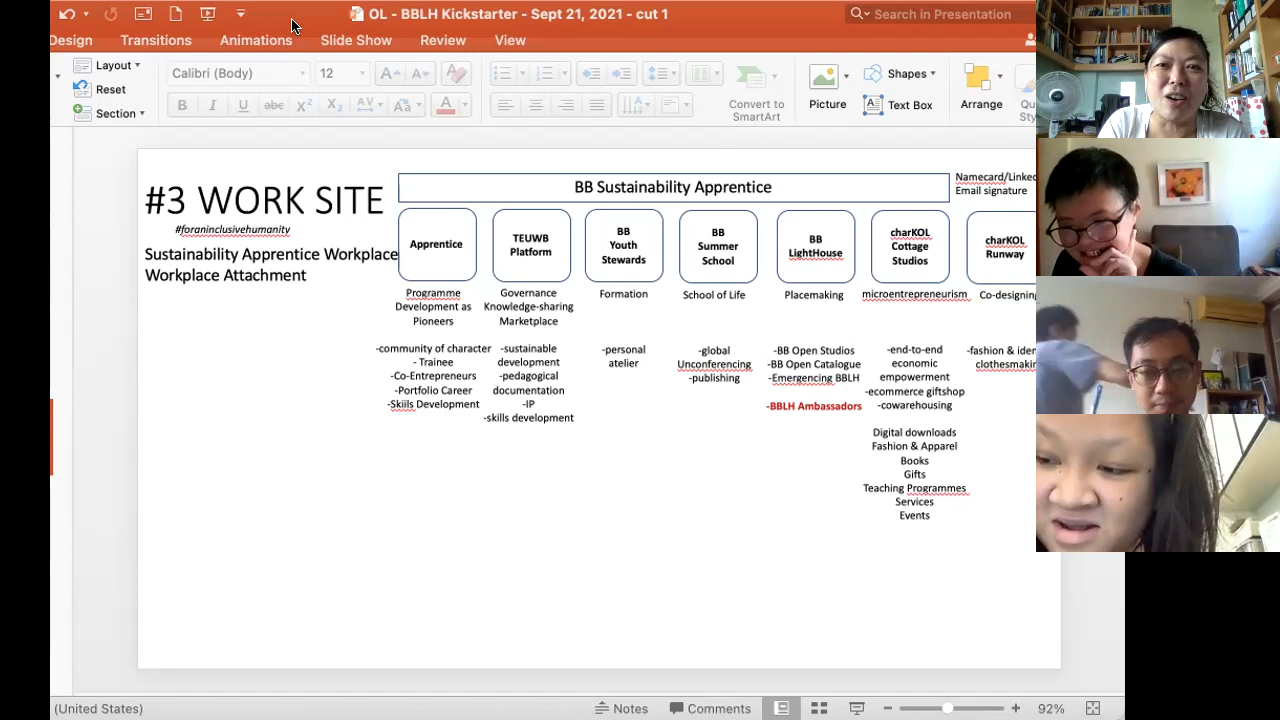 OL - BBLH Kickstarter - Sept 21, 2021 - cut 1
Search in Presentation
Design Transitions Animations Slide Show Review View
Layout
Reset
Section
Calibri (Body) 12
Convert to
SmartArt
Picture
Shapes
Text Box
Arrange
#3 WORK SITE
#foraninclusivehumanity
Sustainability Apprentice Workplace
Workplace Attachment
BB Sustainability Apprentice
Email signature
Apprentice
Programme
Development as
Pioneers
-community of character
- Trainee
-Co-Entrepreneurs
-Portfolio Career
-Skiils Development
TEUWB
Platform
Governance
Knowledge-sharing
Marketplace
-sustainable
development
-pedagogical
documentation
-IP
-skills development
BB
Youth
Stewards
Formation
-personal
atelier
BB
Summer
School
School of Life
-global
Unconferencing
-publishing
BB
LightHouse
Placemaking
-BB Open Studios
-BB Open Catalogue
-Emergencing BBLH
-BBLH Ambassadors
charKOL
Cottage
Studios
microentrepreneurism
-end-to-end
economic
empowerment
-ecommerce giftshop
-cowarehousing
Digital downloads
Fashion & Apparel
Books
Gifts
Teaching Programmes
Services
Events
charKOL
Runway
Co-designing
-fashion &
clothesmaking
(United States)
Notes
Comments
92%